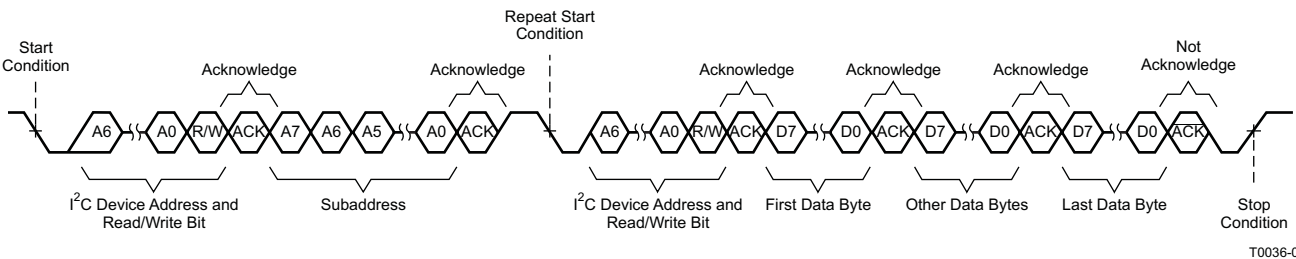 Repeat Start
Condition
Start
Condition
Not
Acknowledge
Acknowledge
Acknowledge
Acknowledge
Acknowledge
Acknowledge
A6 A0 R/W ACK A7 A6 A5 A0 ACK A6 A0 R/W ACK D7 D0 ACK D7 D0 ACK D7 D0 ACK
I2C Device Address and
Read/Write Bit
Subaddress
I2C Device Address and
Read/Write Bit
First Data Byte
Other Data Bytes
Last Data Byte
Stop
Condition
T0036-0